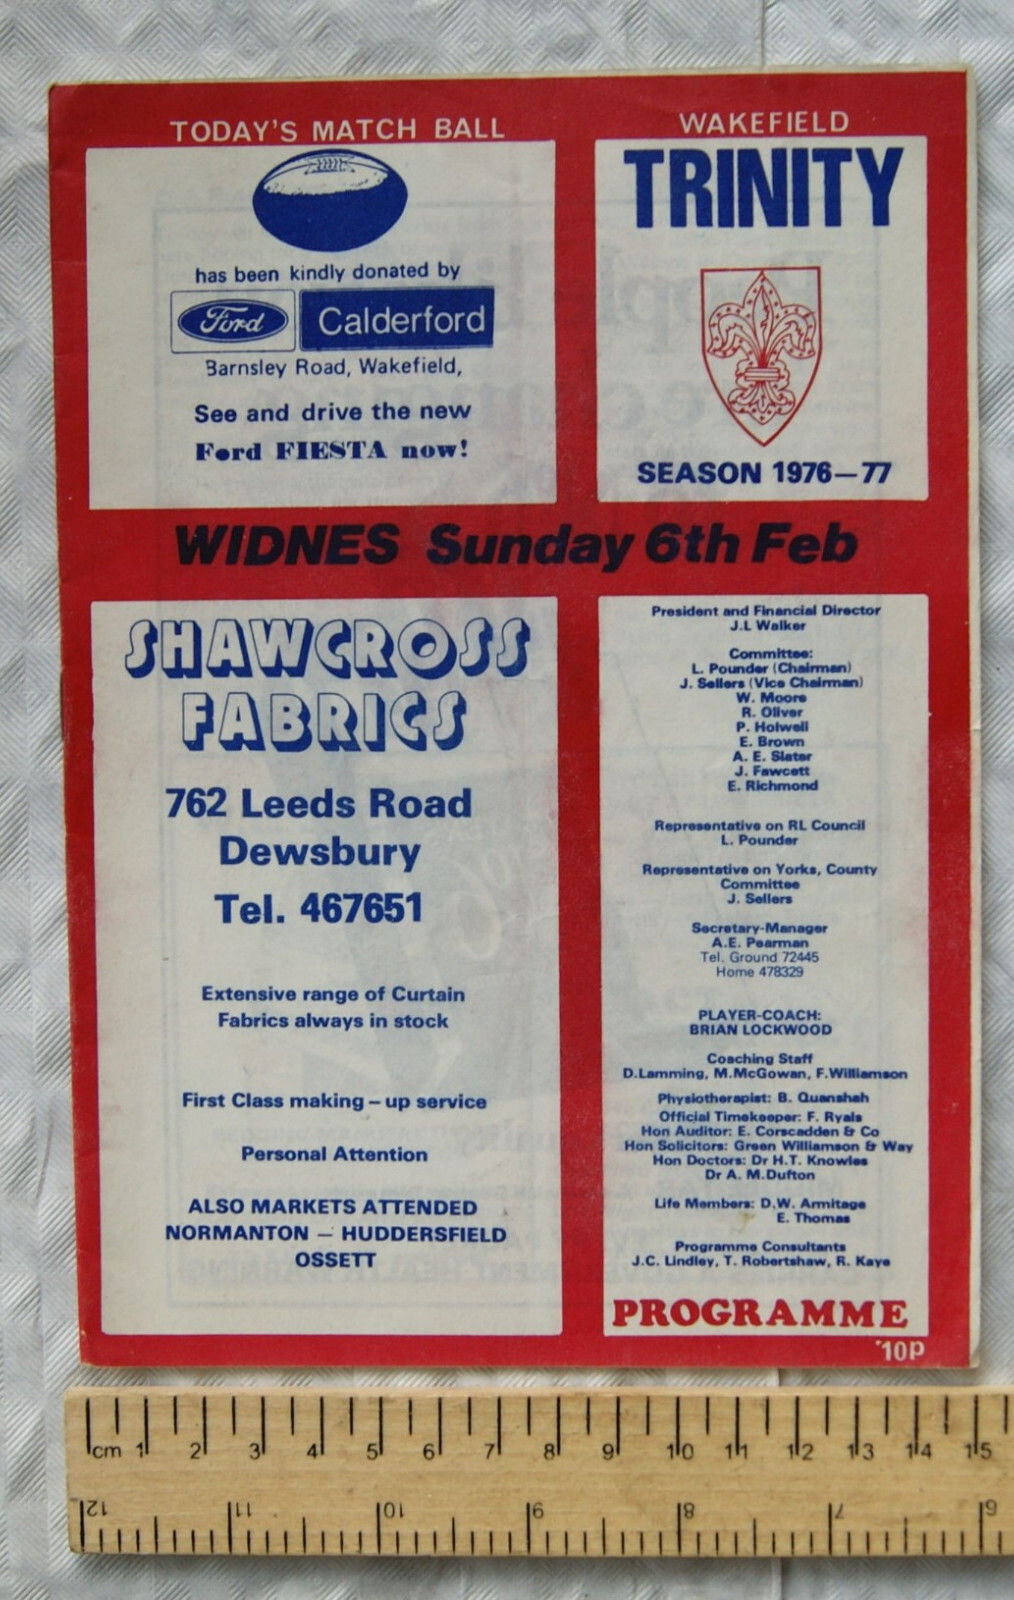 TODAY'S MATCH BALL
has been kindly donated by
Ford Calderford
Barnsley Road, Wakefield,
See and drive the new
Ford FIESTA now!
WAKEFIELD
TRINITY
SEASON 1976-77
WIDNES Sunday 6th Feb
SHAWCROSS
FABRICS
762 Leeds Road
Dewsbury
Tel. 467651
Extensive range of Curtain
Fabrics always in stock
First Class making – up service
Personal Attention
ALSO MARKETS ATTENDED
NORMANTON – HUDDERSFIELD
OSSETT
President and Financial Director
J.L Walker
Committee:
L. Pounder (Chairman)
J. Sellers (Vice Chairman)
W. Moore
R. Oliver
P. Holwell
E. Brown
A. E. Slater
J. Fawcett
E. Richmond
Representative on RL Council
L. Pounder
Representative on Yorks, County
Committee
J. Sellers
Secretary-Manager
A.E. Pearman
Tel. Ground 72445
Home 478329
PLAYER-COACH:
BRIAN LOCKWOOD
Coaching Staff
D.Lamming, M.McGowan, F.Williamson
Physiotherapist: B. Quanshah
Official Timekeeper: F. Ryals
Hon Auditor: E. Corscadden & Co
Hon Solicitors: Green Williamson & Way
Hon Doctors: Dr H.T. Knowles
Dr A. M.Dufton
Life Members: D.W. Armitage
E. Thomas
Programme Consultants
J.C. Lindley, T. Robertshaw, R. Kaye
PROGRAMME
10P
cm 1 2 3 4 5 6 7 8 9 10 11 12 13 14 15
12 11 10 9 8 7 6